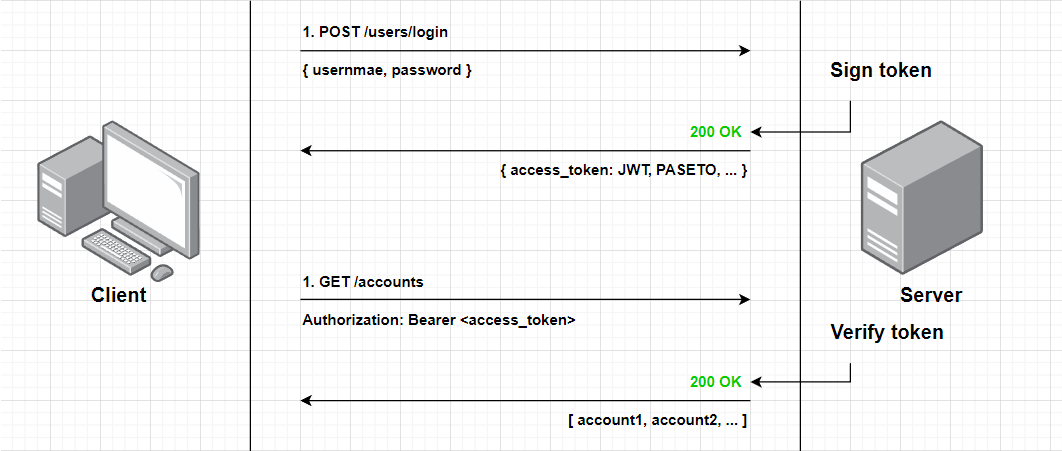 1. POST /users/login
{ usernmae, password }
Sign token
200 OK
{ access_token: JWT, PASETO, ... }
Client
Server
1. GET /accounts
Authorization: Bearer <access_token>
Verify token
200 OK
[ account1, account2, ... ]